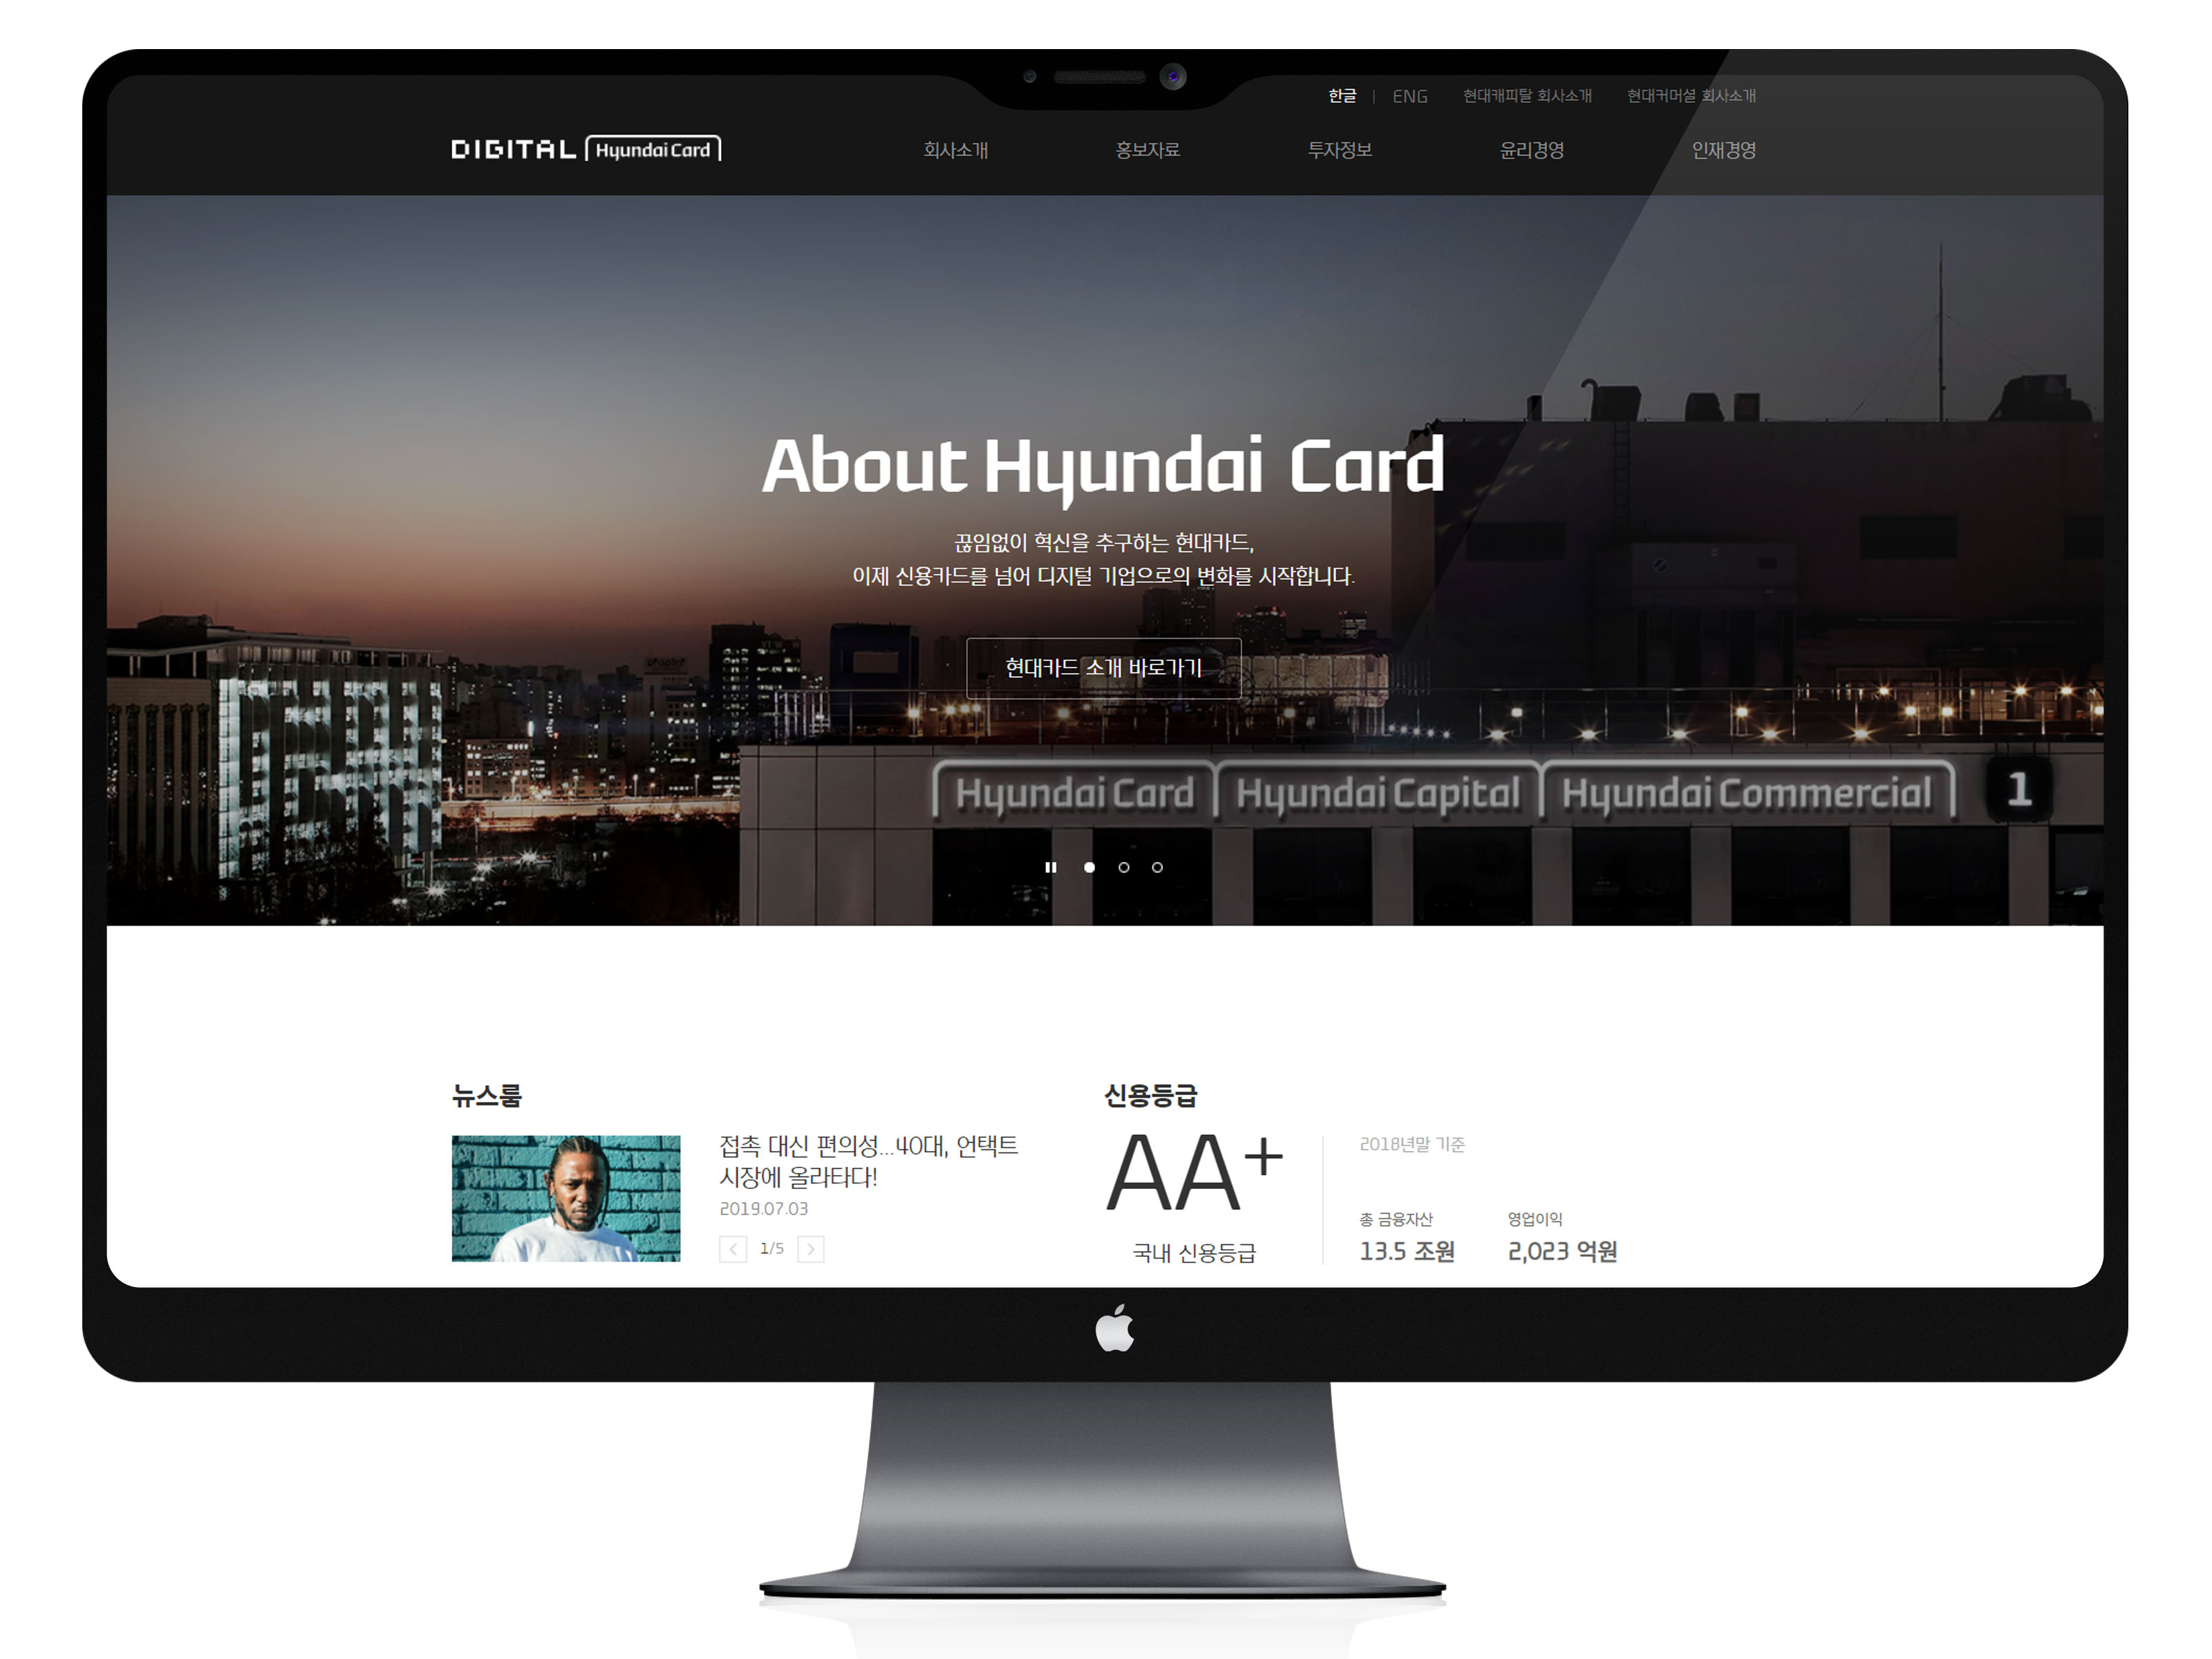 한글 | ENG 현대캐피탈 회사소개 현대커머셜 회사소개
DIGITAL Hyundai Card
회사소개 홍보자료 투자정보 윤리경영 인재경영
About Hyundai Card
끊임없이 혁신을 추구하는 현대카드,
이제 신용카드를 넘어 디지털 기업으로의 변화를 시작합니다.
현대카드 소개 바로가기
Hyundai Card Hyundai Capital Hyundai Commercial 1
뉴스룸
접촉 대신 편의성...40대, 언택트
시장에 올라타다!
2019.07.03
1/5
신용등급
AA+
국내 신용등급
2018년말 기준
총 금융자산 영업이익
13.5 조원 2,023 억원